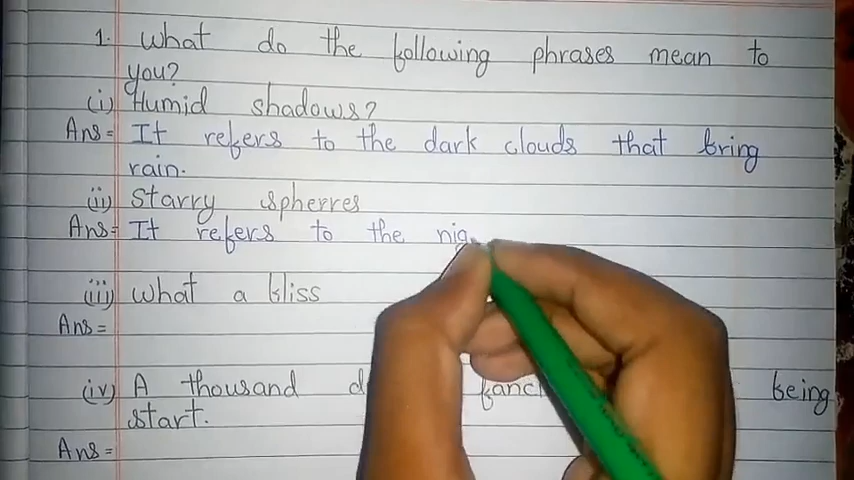 1. What do the following phrases mean to
you?
(i) Humid shadows?
Ans= It refers to the dark clouds that bring
rain.
(ii) Starry spherres
Ans= It refers to the nig
(iii) What a kliss
Ans=
(iv) A thousand being
start.
Ans=